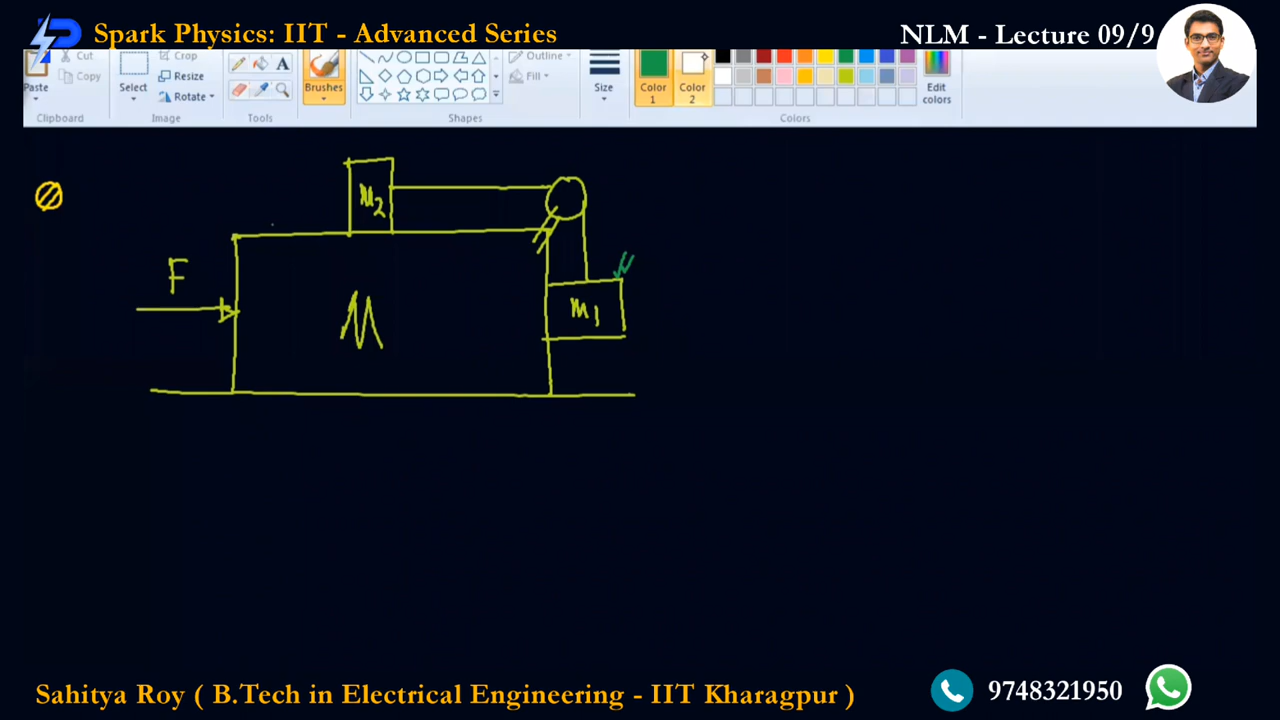 Spark Physics: IIT - Advanced Series
NLM - Lecture 09/9
Cut
Copy
Paste
Clipboard
Crop
Resize
Rotate
Select
Image
A
Tools
Brushes
Outline
Fill
Shapes
Size
Color 1
Color 2
Edit colors
Colors
M2
F
M
m1
Sahitya Roy ( B.Tech in Electrical Engineering - IIT Kharagpur )
9748321950